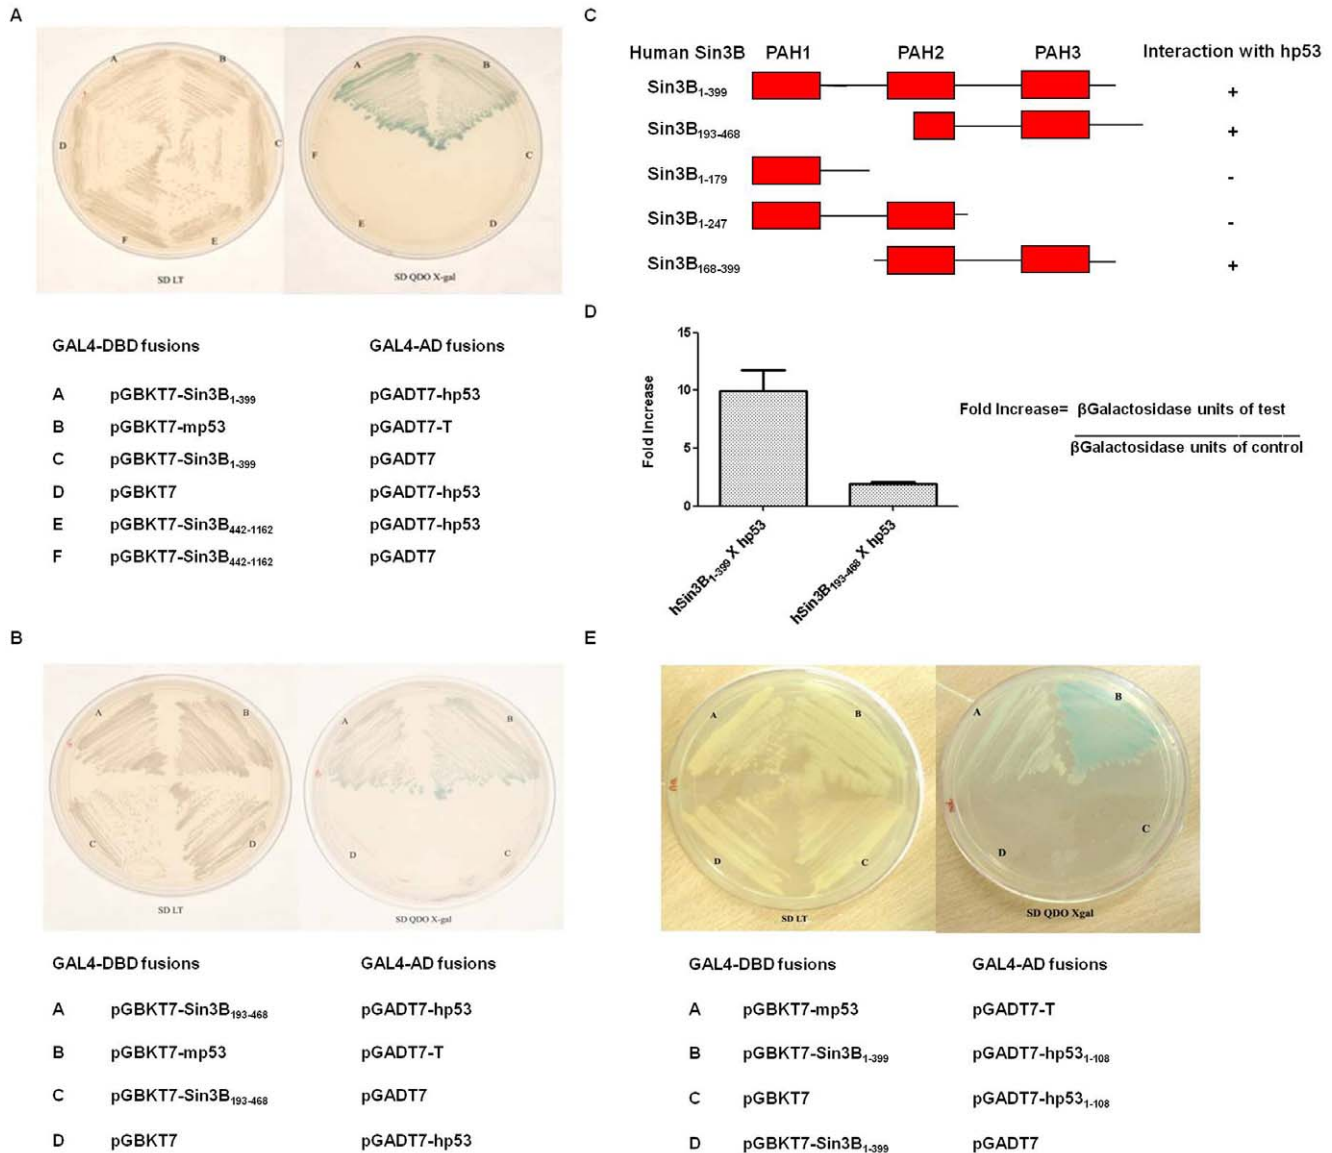 A
A
B
C
D
E
F
SD LT
A
B
C
D
E
F
SD QDO X-gal
GAL4-DBD fusions GAL4-AD fusions
A pGBKT7-Sin3B1-399 pGADT7-hp53
B pGBKT7-mp53 pGADT7-T
C pGBKT7-Sin3B1-399 pGADT7
D pGBKT7 pGADT7-hp53
E pGBKT7-Sin3B442-1162 pGADT7-hp53
F pGBKT7-Sin3B442-1162 pGADT7
B
A
B
C
D
SD LT
A
B
D
C
SD QDO X-gal
GAL4-DBD fusions GAL4-AD fusions
A pGBKT7-Sin3B193-468 pGADT7-hp53
B pGBKT7-mp53 pGADT7-T
C pGBKT7-Sin3B193-468 pGADT7
D pGBKT7 pGADT7-hp53
C
Human Sin3B PAH1 PAH2 PAH3 Interaction with hp53
Sin3B1-399 +
Sin3B193-468 +
Sin3B1-179 -
Sin3B1-247 -
Sin3B168-399 +
D
Fold Increase
15
10
5
0
hSin3B1-399 X hp53
hSin3B193-468 X hp53
Fold Increase= βGalactosidase units of test
βGalactosidase units of control
E
A
B
D
C
SD LT
A
B
C
D
SD QDO Xgal
GAL4-DBD fusions GAL4-AD fusions
A pGBKT7-mp53 pGADT7-T
B pGBKT7-Sin3B1-399 pGADT7-hp531-108
C pGBKT7 pGADT7-hp531-108
D pGBKT7-Sin3B1-399 pGADT7